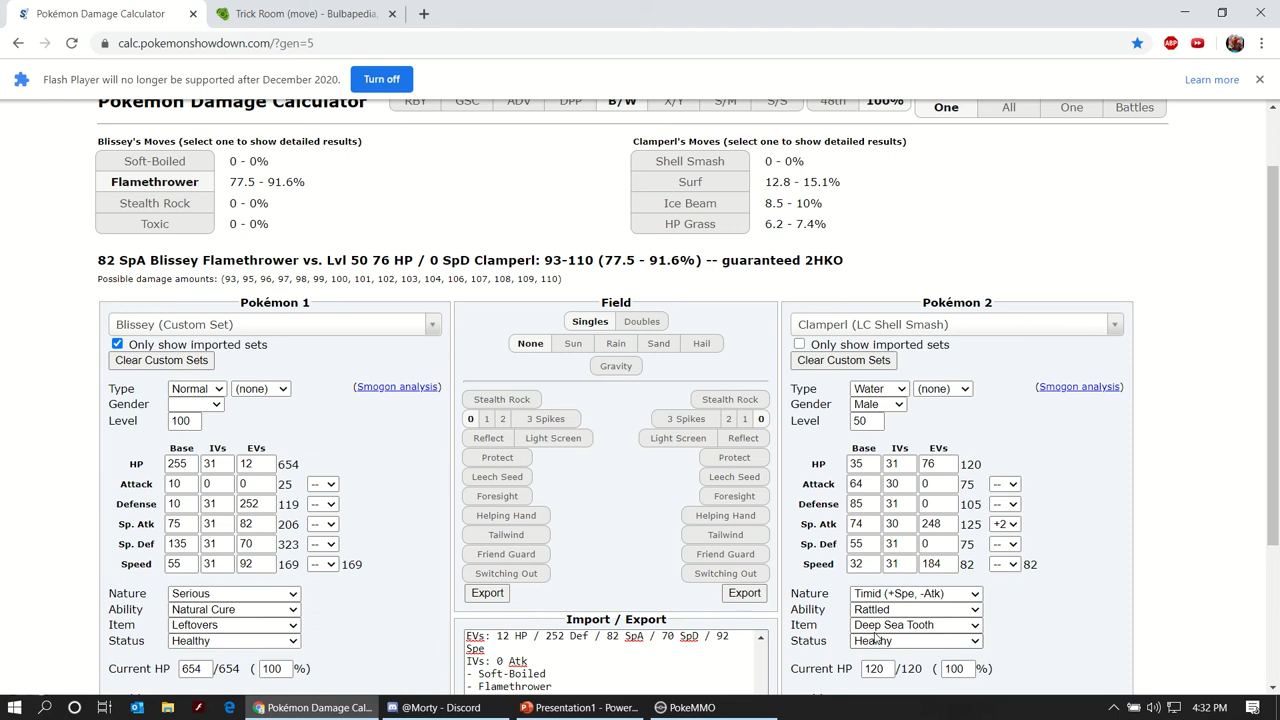 Pokémon Damage Calculator
Trick Room (move) - Bulbapedia,
calc.pokemonshowdown.com/?gen=5
ABP
Flash Player will no longer be supported after December 2020. Turn off Learn more
Pokémon Damage Calculator RBY GSC ADV DPP B/W X/Y S/M S/S 48th 100% One All One Battles
Blissey's Moves (select one to show detailed results) Clamperl's Moves (select one to show detailed results)
Soft-Boiled 0 - 0% Shell Smash 0 - 0%
Flamethrower 77.5 - 91.6% Surf 12.8 - 15.1%
Stealth Rock 0 - 0% Ice Beam 8.5 - 10%
Toxic 0 - 0% HP Grass 6.2 - 7.4%
82 SpA Blissey Flamethrower vs. Lvl 50 76 HP / 0 SpD Clamperl: 93-110 (77.5 - 91.6%) -- guaranteed 2HKO
Possible damage amounts: (93, 95, 96, 97, 98, 99, 100, 101, 102, 103, 104, 106, 107, 108, 109, 110)
Pokémon 1
Blissey (Custom Set)
Only show imported sets
Clear Custom Sets
Type Normal (none) (Smogon analysis)
Gender
Level 100
Base IVs EVs
HP 255 31 12 654
Attack 10 0 0 25 --
Defense 10 31 252 119 --
Sp. Atk 75 31 82 206 --
Sp. Def 135 31 70 323 --
Speed 55 31 92 169 -- 169
Nature Serious
Ability Natural Cure
Item Leftovers
Status Healthy
Current HP 654 /654 ( 100 %)
Field
Singles Doubles
None Sun Rain Sand Hail
Gravity
Stealth Rock Stealth Rock
0 1 2 3 Spikes 3 Spikes 2 1 0
Reflect Light Screen Light Screen Reflect
Protect Protect
Leech Seed Leech Seed
Foresight Foresight
Helping Hand Helping Hand
Tailwind Tailwind
Friend Guard Friend Guard
Switching Out Switching Out
Export Export
Import / Export
EVs: 12 HP / 252 Def / 82 SpA / 70 SpD / 92
Spe
IVs: 0 Atk
- Soft-Boiled
- Flamethrower
Pokémon 2
Clamperl (LC Shell Smash)
Only show imported sets
Clear Custom Sets
Type Water (none) (Smogon analysis)
Gender Male
Level 50
Base IVs EVs
HP 35 31 76 120
Attack 64 30 0 75 --
Defense 85 31 0 105 --
Sp. Atk 74 30 248 125 +2
Sp. Def 55 31 0 75 --
Speed 32 31 184 82 -- 82
Nature Timid (+Spe, -Atk)
Ability Rattled
Item Deep Sea Tooth
Status Healthy
Current HP 120 /120 ( 100 %)
Pokémon Damage Cal... @Morty - Discord Presentation1 - Power... PokeMMO 4:32 PM